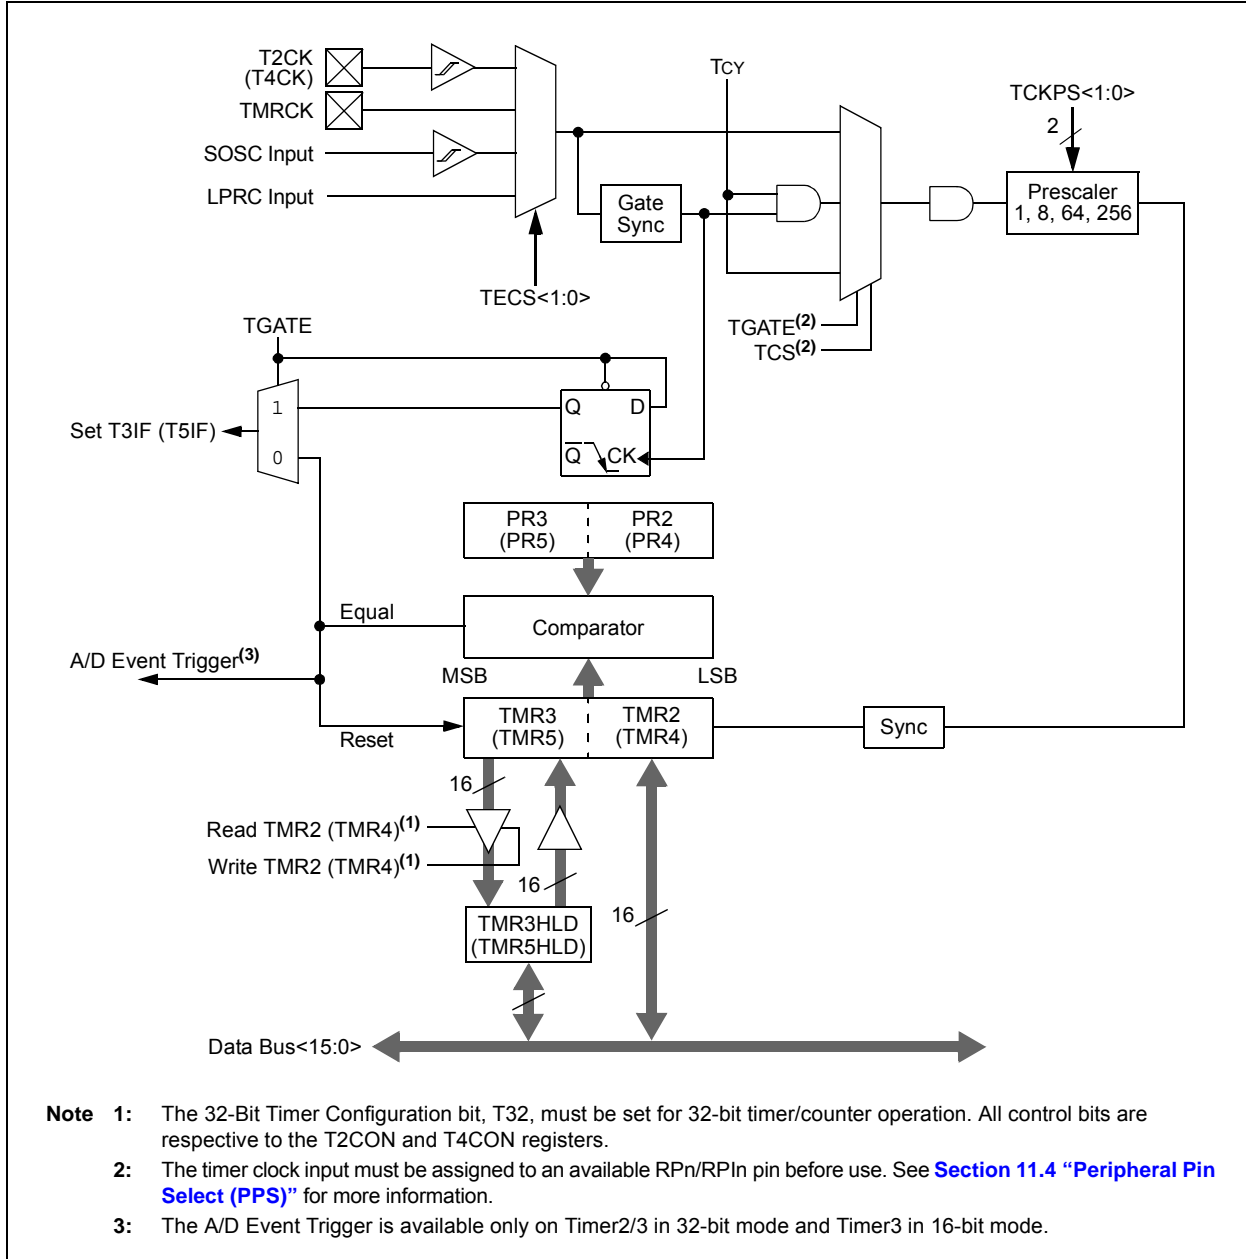 T2CK
(T4CK)
TMRCK
SOSC Input
LPRC Input
TECS<1:0>
Gate
Sync
TCY
TCKPS<1:0>
2
Prescaler
1, 8, 64, 256
TGATE(2)
TCS(2)
TGATE
1
0
Set T3IF (T5IF)
Q
D
Q
CK
PR3
(PR5)
PR2
(PR4)
Equal
Comparator
A/D Event Trigger(3)
MSB
LSB
Reset
TMR3
(TMR5)
TMR2
(TMR4)
Sync
16
Read TMR2 (TMR4)(1)
Write TMR2 (TMR4)(1)
16
16
TMR3HLD
(TMR5HLD)
Data Bus<15:0>
Note 1: The 32-Bit Timer Configuration bit, T32, must be set for 32-bit timer/counter operation. All control bits are
respective to the T2CON and T4CON registers.
2: The timer clock input must be assigned to an available RPn/RPIn pin before use. See Section 11.4 “Peripheral Pin
Select (PPS)” for more information.
3: The A/D Event Trigger is available only on Timer2/3 in 32-bit mode and Timer3 in 16-bit mode.